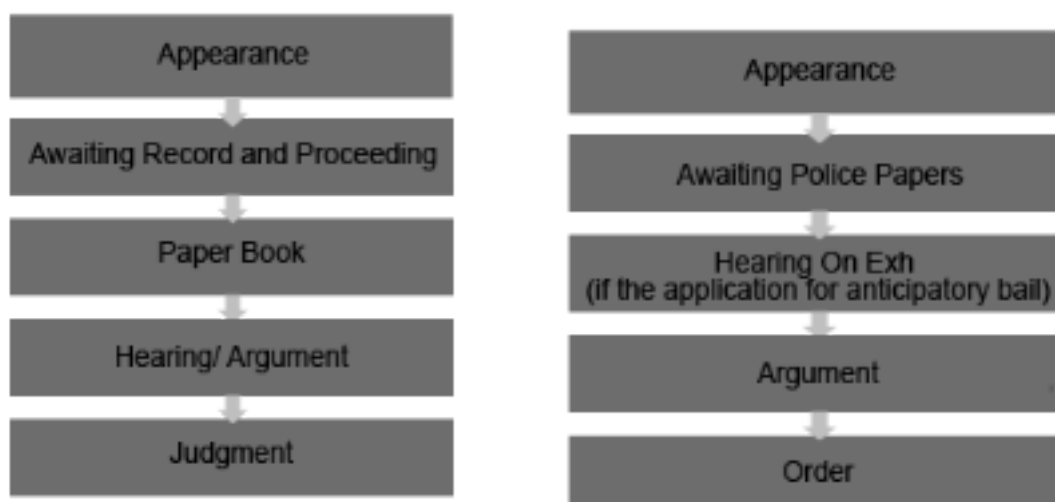 Appearance
Awaiting Record and Proceeding
Paper Book
Hearing/ Argument
Judgment
Appearance
Awaiting Police Papers
Hearing On Exh
(if the application for anticipatory bail)
Argument
Order